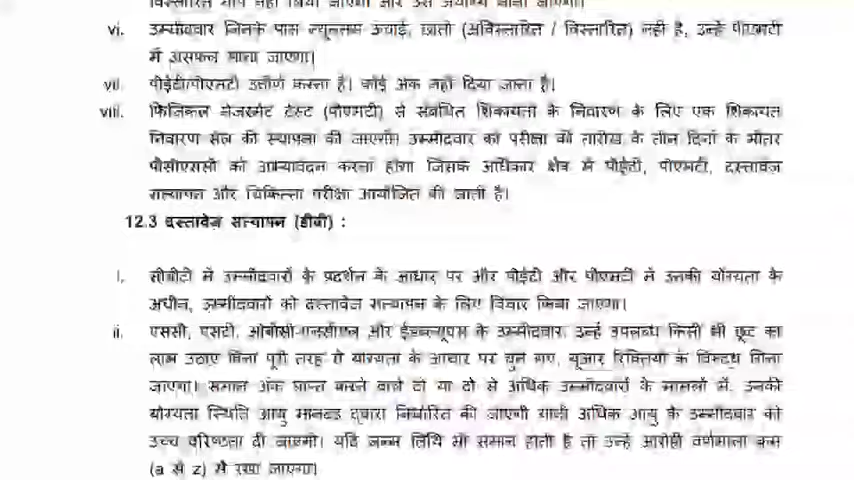 vi. उम्मीदवार जिनके पास न्यूनतम ऊंचाई, छाती (अविस्तारित / विस्तारित) नहीं है, उन्हें पीएमटी
में असफल माना जाएगा।
vii. पीईटी/पीएमटी उत्तीर्ण करना है। कोई अंक नहीं दिया जाता है।
viii. फिजिकल मेजरमेंट टेस्ट (पीएमटी) से संबंधित शिकायतों के निवारण के लिए एक शिकायत
निवारण सेल की स्थापना की जाएगी। उम्मीदवार को परीक्षा की तारीख के तीन दिनों के भीतर
पीसीएससी को अभ्यावेदन करना होगा जिसके अधिकार क्षेत्र में पीईटी, पीएमटी, दस्तावेज
सत्यापन और चिकित्सा परीक्षा आयोजित की जाती है।
12.3 दस्तावेज़ सत्यापन (डीवी) :
i. सीबीटी में उम्मीदवारों के प्रदर्शन के आधार पर और पीईटी और पीएमटी में उनकी योग्यता के
अधीन, उम्मीदवारों को दस्तावेज़ सत्यापन के लिए विचार किया जाएगा।
ii. एससी, एसटी, ओबीसी-एनसीएल और ईडब्ल्यूएस के उम्मीदवार, उन्हें उपलब्ध किसी भी छूट का
लाभ उठाए बिना पूरी तरह से योग्यता के आधार पर चुने गए, यूआर रिक्तियों के विरुद्ध गिना
जाएगा। समान अंक प्राप्त करने वाले दो या दो से अधिक उम्मीदवारों के मामलों में, उनकी
योग्यता स्थिति आयु मानदंड द्वारा निर्धारित की जाएगी यानी अधिक आयु के उम्मीदवार को
उच्च वरिष्ठता दी जाएगी। यदि जन्म तिथि भी समान होती है तो उन्हें आरोही वर्णमाला क्रम
(a से z) में रखा जाएगा।